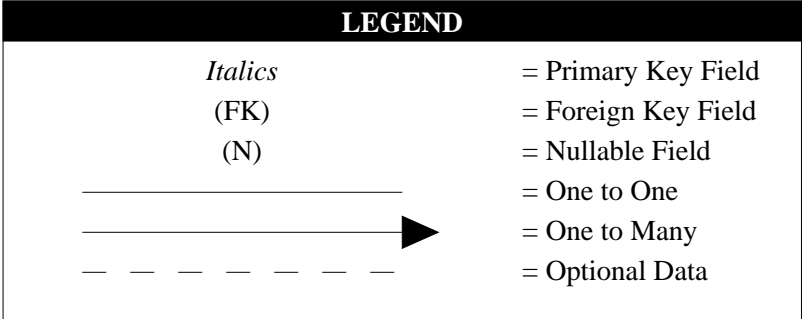 LEGEND
Italics = Primary Key Field
(FK) = Foreign Key Field
(N) = Nullable Field
= One to One
= One to Many
= Optional Data